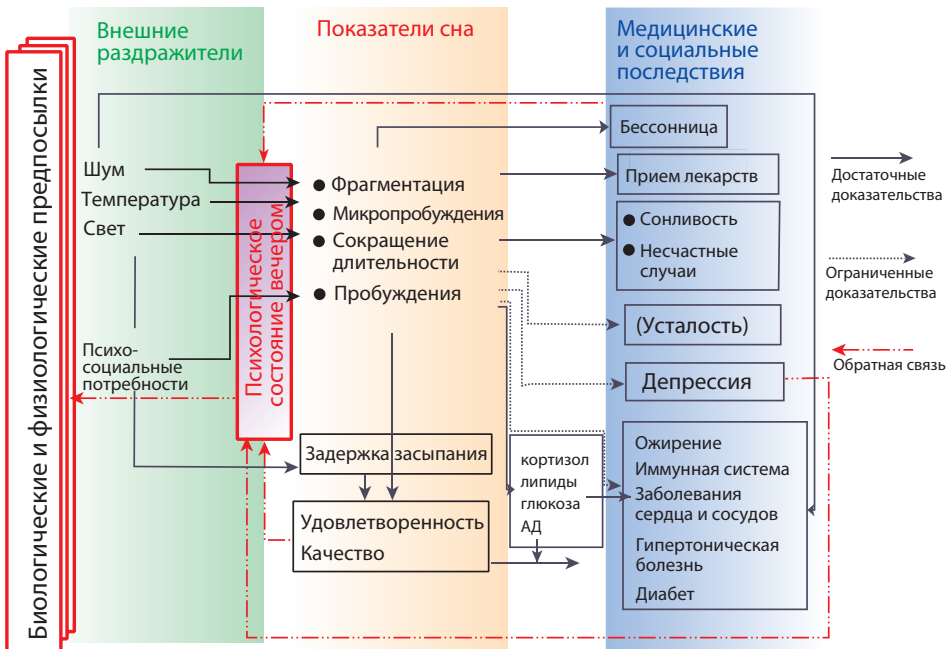 Биологические и физиологические предпосылки
Внешние
раздражители
Шум
Температура
Свет
Психо-
социальные
потребности
Психологическое
состояние вечером
Показатели сна
● Фрагментация
● Микропробуждения
● Сокращение
длительности
● Пробуждения
Задержка засыпания
Удовлетворенность
Качество
кортизол
липиды
глюкоза
АД
Медицинские
и социальные
последствия
Бессонница
Прием лекарств
● Сонливость
● Несчастные
случаи
(Усталость)
Депрессия
Ожирение
Иммунная система
Заболевания
сердца и сосудов
Гипертоническая
болезнь
Диабет
Достаточные
доказательства
Ограниченные
доказательства
Обратная связь